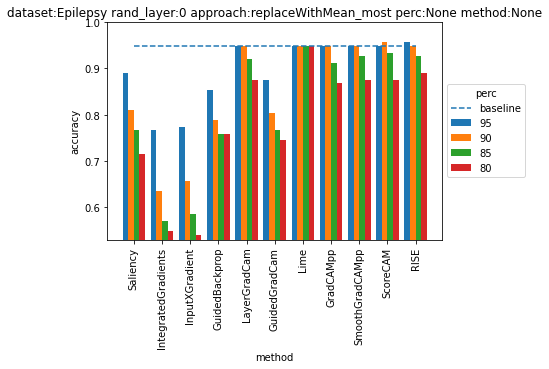 dataset:Epilepsy rand_layer:0 approach:replaceWithMean_most perc:None method:None
1.0
0.9
0.8
0.7
0.6
accuracy
perc
baseline
95
90
85
80
Saliency
IntegratedGradients
InputXGradient
GuidedBackprop
LayerGradCam
GuidedGradCam
Lime
GradCAMpp
SmoothGradCAMpp
ScoreCAM
RISE
method